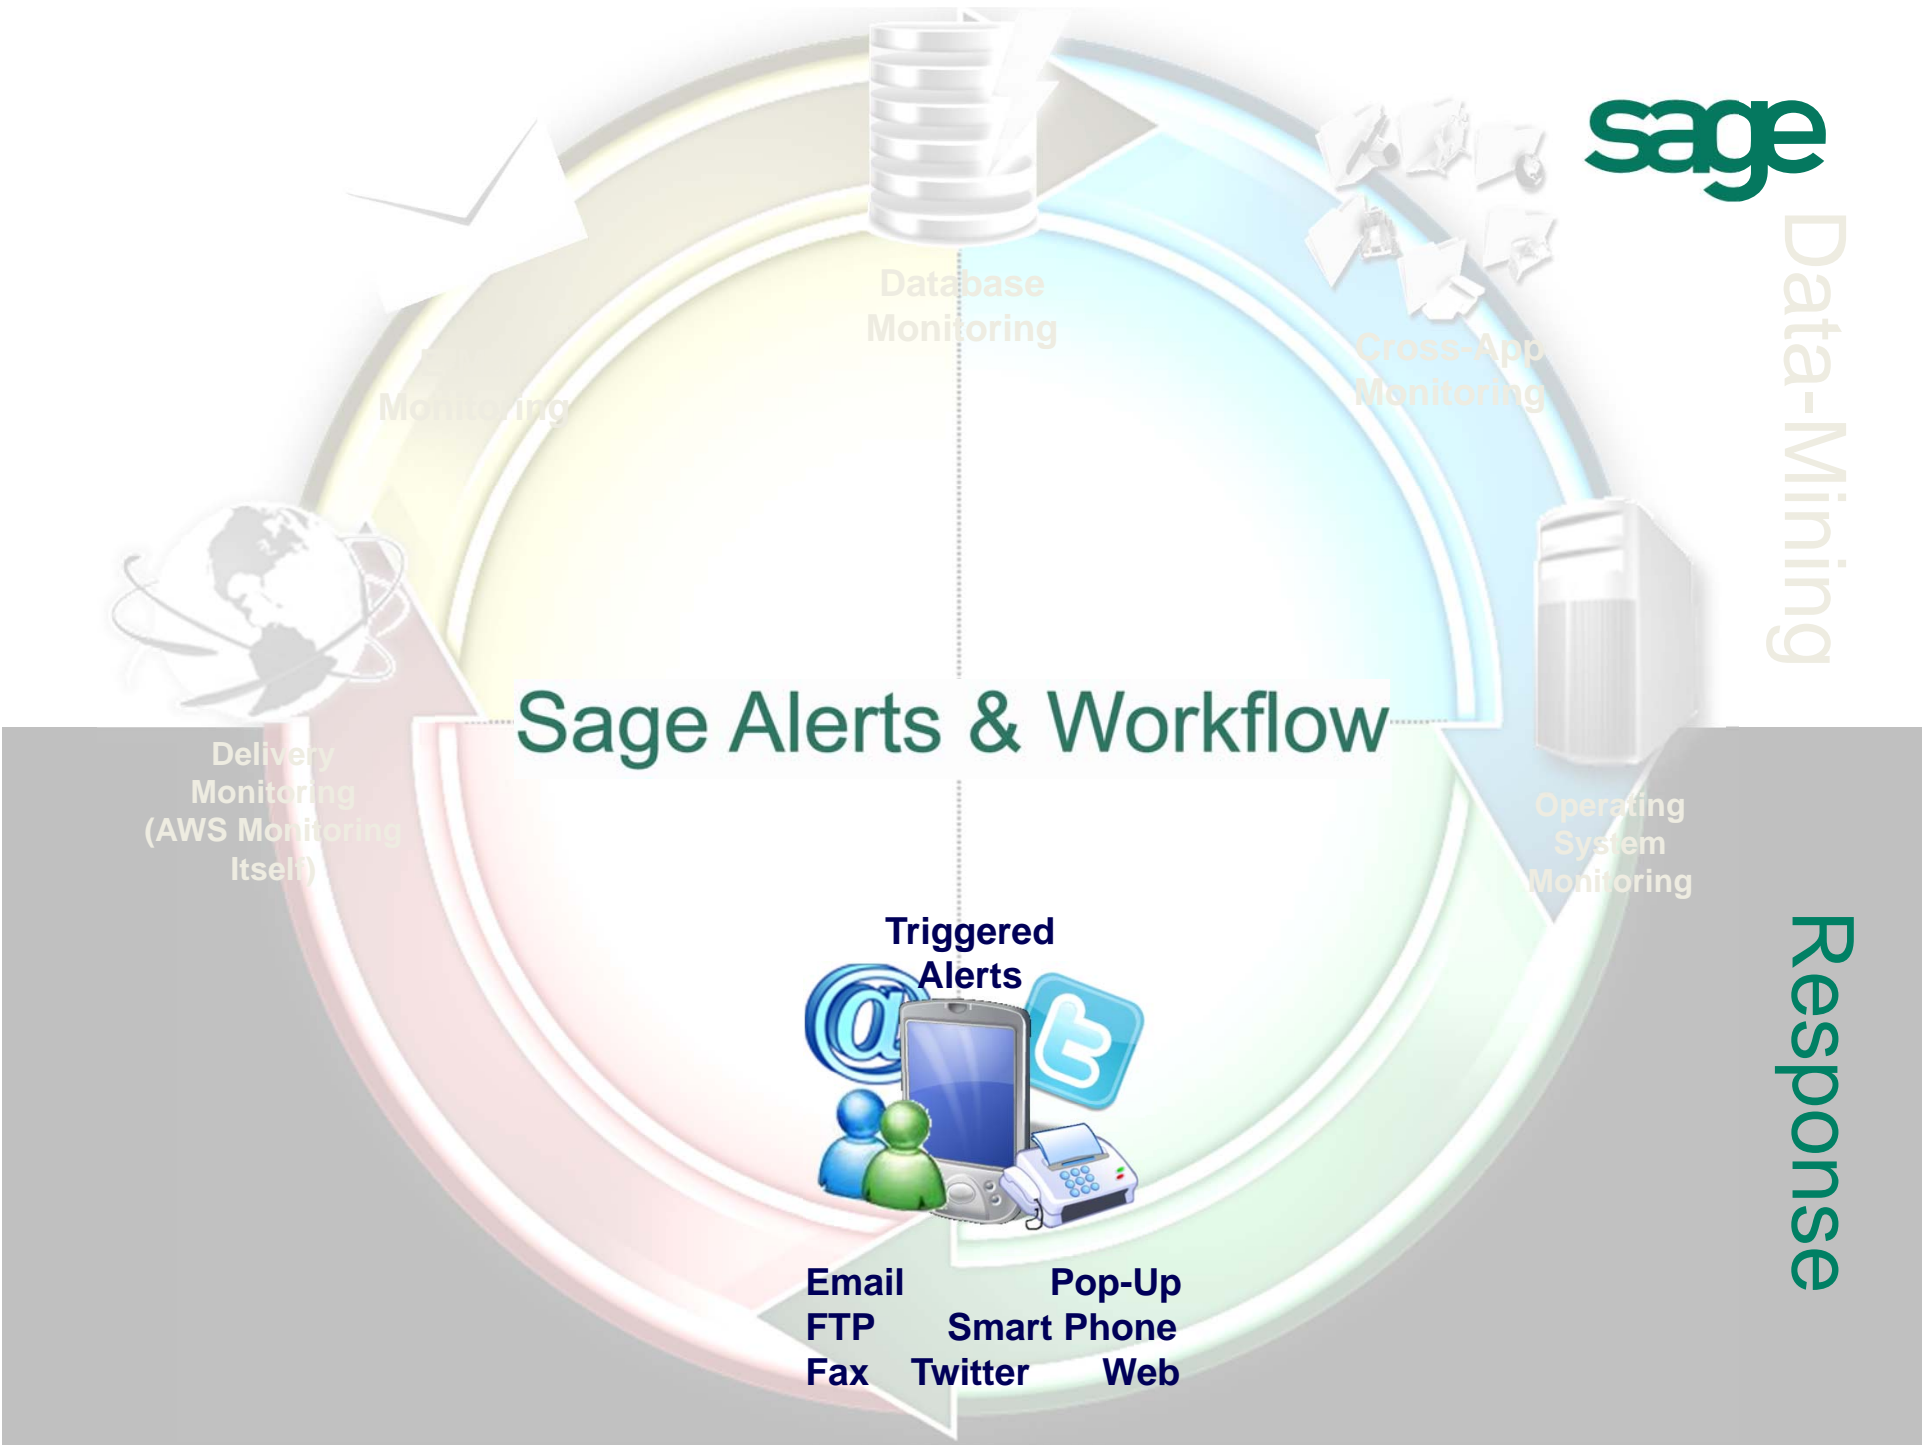 sage
Data-Mining
Database
Monitoring
Cross-App
Monitoring
Monitoring
Sage Alerts & Workflow
Delivery
Monitoring
(AWS Monitoring
Itself)
Operating
System
Monitoring
Response
Triggered
Alerts
Email Pop-Up
FTP Smart Phone
Fax Twitter Web